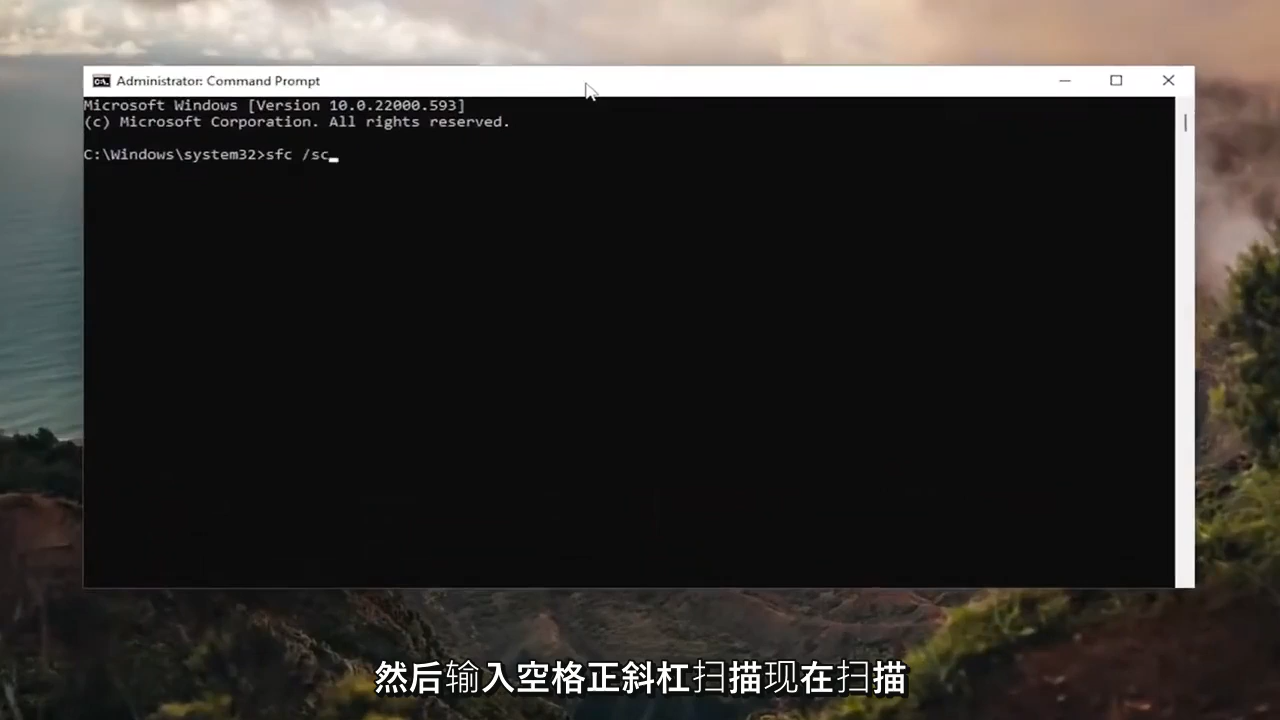 Administrator: Command Prompt
Microsoft Windows [Version 10.0.22000.593]
(c) Microsoft Corporation. All rights reserved.
C:\Windows\system32>sfc /sc
然后输入空格正斜杠扫描现在扫描